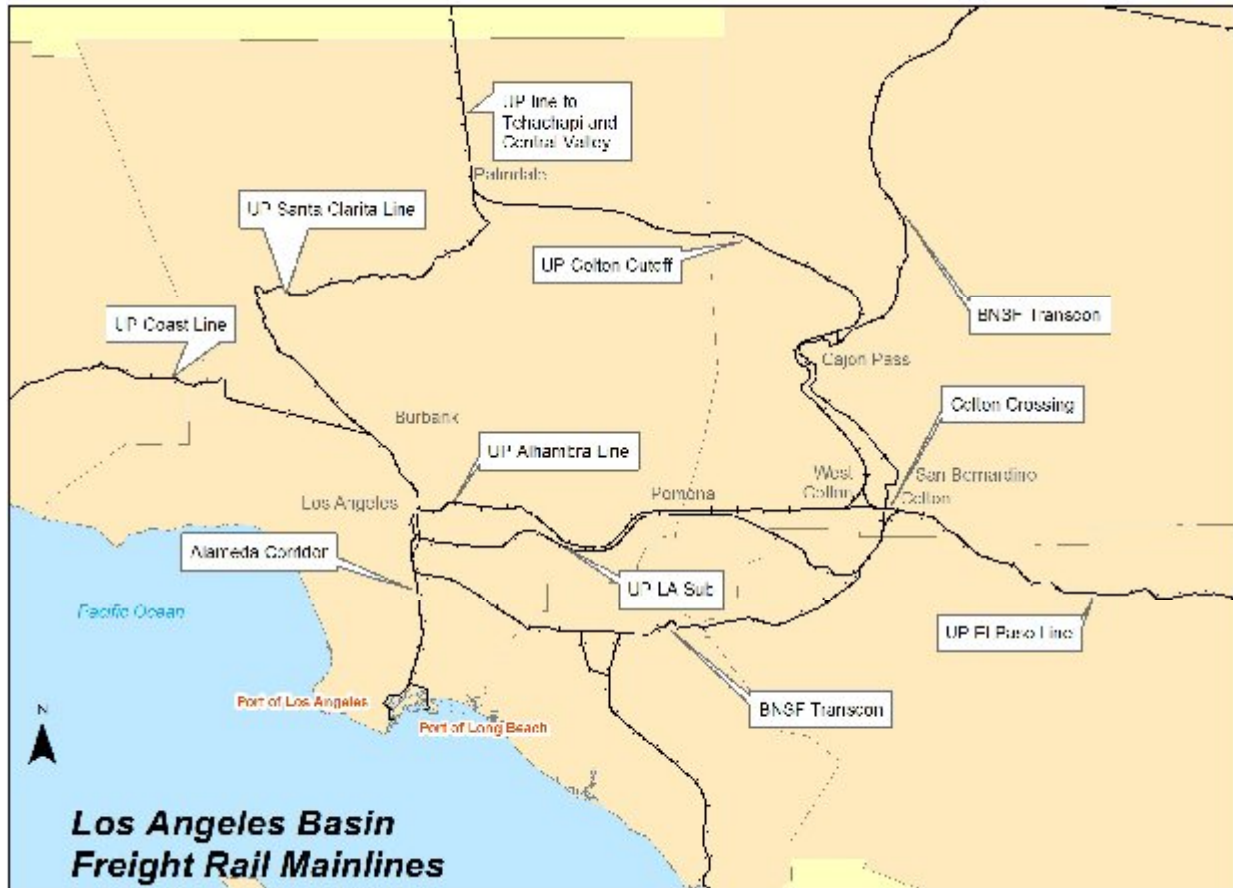 UP line to
Tehachapi and
Central Valley
Palmdale
UP Santa Clarita Line
UP Colton Cutoff
UP Coast Line
BNSF Transcon
Cajon Pass
Colton Crossing
Burbank
UP Alhambra Line
West
Colton
San Bernardino
Colton
Pomona
Los Angeles
Alameda Corridor
UP LA Sub
Pacific Ocean
UP El Paso Line
Port of Los Angeles
BNSF Transcon
Port of Long Beach
N
Los Angeles Basin
Freight Rail Mainlines